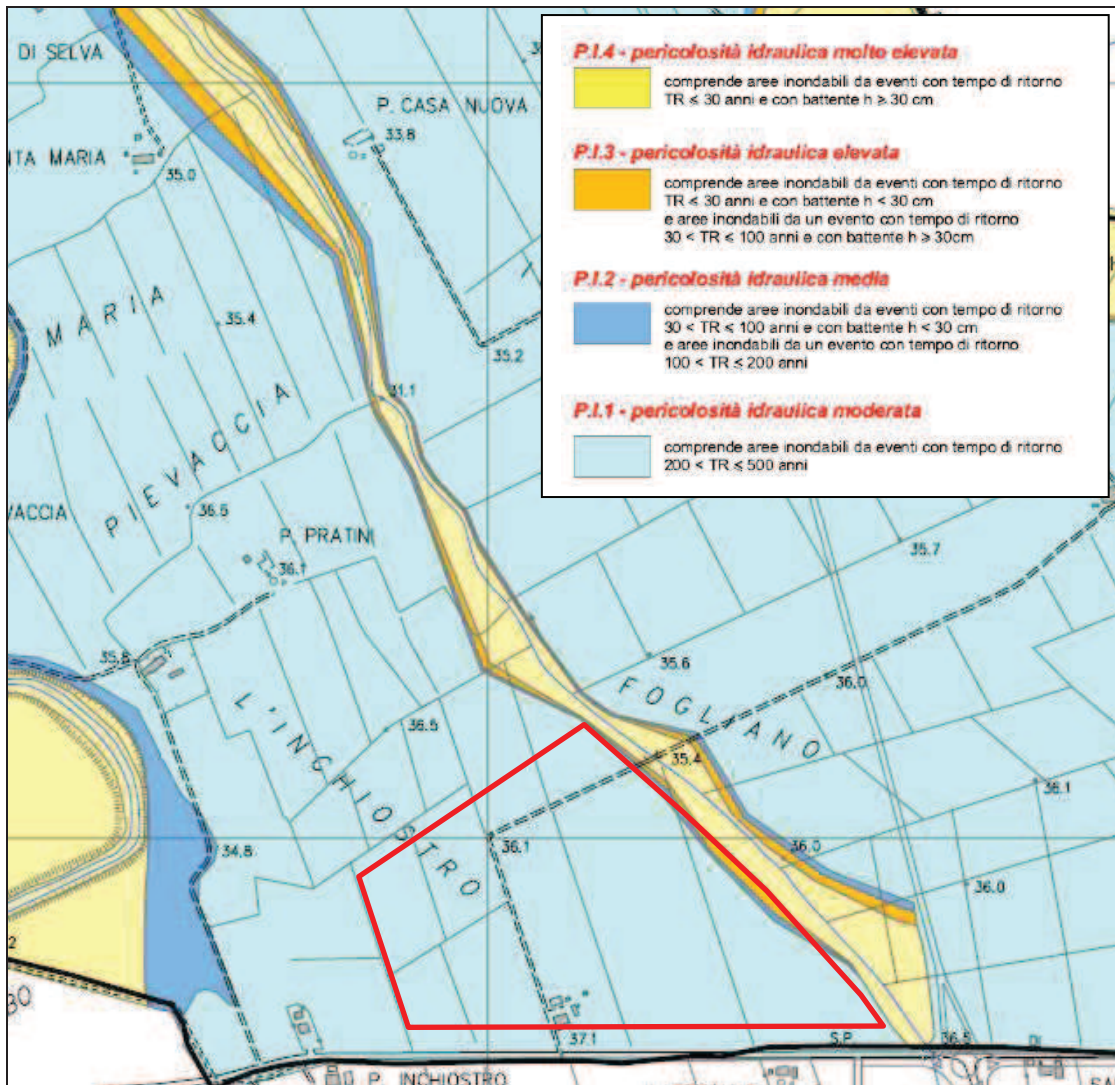 P.I.4 - pericolosità idraulica molto elevata
comprende aree inondabili da eventi con tempo di ritorno
TR ≤ 30 anni e con battente h ≥ 30 cm
P.I.3 - pericolosità idraulica elevata
comprende aree inondabili da eventi con tempo di ritorno
TR ≤ 30 anni e con battente h < 30 cm
e aree inondabili da un evento con tempo di ritorno
30 < TR ≤ 100 anni e con battente h ≥ 30cm
P.I.2 - pericolosità idraulica media
comprende aree inondabili da eventi con tempo di ritorno
30 < TR ≤ 100 anni e con battente h < 30 cm
e aree inondabili da un evento con tempo di ritorno
100 < TR ≤ 200 anni
P.I.1 - pericolosità idraulica moderata
comprende aree inondabili da eventi con tempo di ritorno
200 < TR ≤ 500 anni
DI SELVA
P. CASA NUOVA
33.8
NTA MARIA
35.0
MARIA
35.4
35.2
31.1
PIEVACCIA
VACCIA
36.5
P. PRATINI
36.1
35.7
35.8
35.6
36.0
L'INCHIOSTRO
FOGLIANO
36.5
35.4
36.1
34.8
36.1
36.0
36.0
2
30
37.1
S.P.
36.5
P. INCHIOSTRO